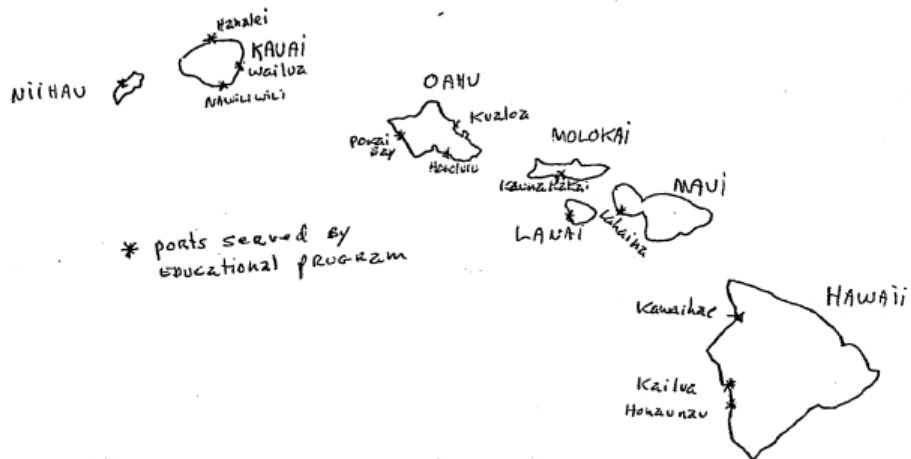 Hanalei
KAUAI
Wailua
NiiHAU
NAWiLiWiLi
OAHU
Kualoa
POKAi
BAY
Honolulu
MOLOKAi
Kaunakakai
MAUi
LANAi
Lahaina
* ports served BY
EDUcational PROGRAM
HAWAii
Kawaihae
Kailua
Honaunau